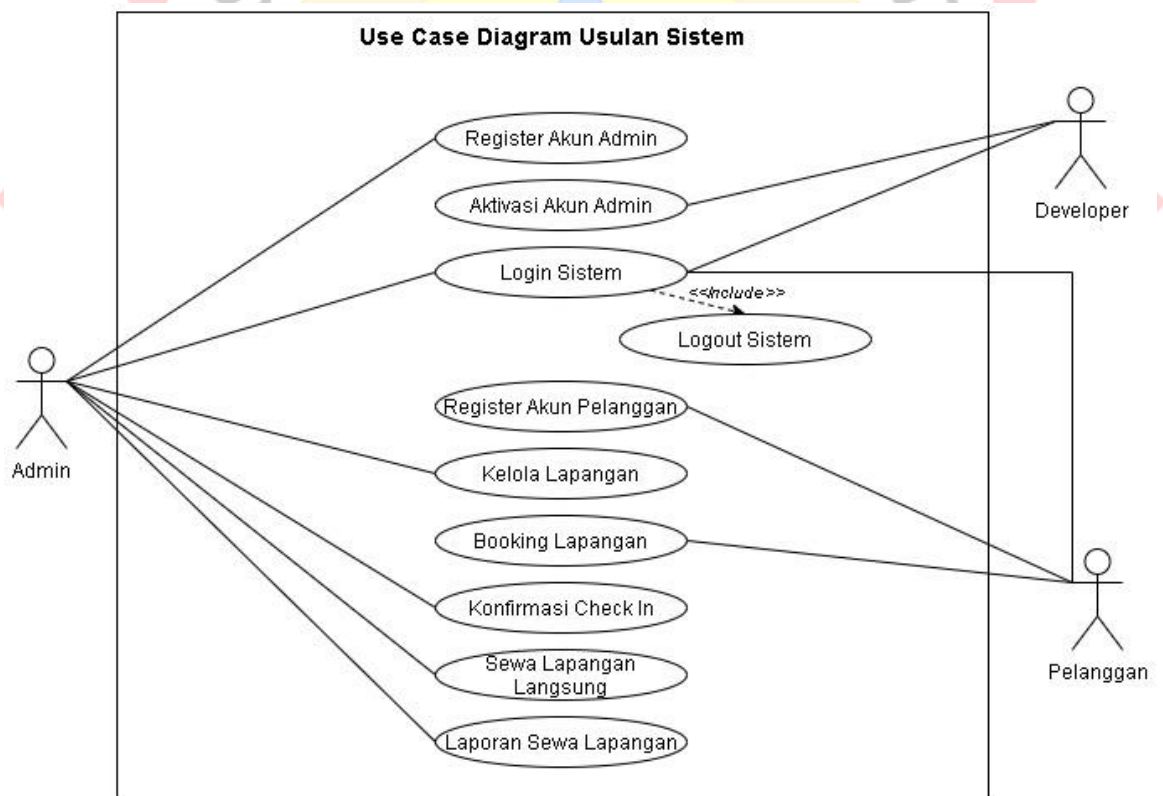 Use Case Diagram Usulan Sistem
Register Akun Admin
Aktivasi Akun Admin
Developer
Login Sistem
<<Include>>
Logout Sistem
Register Akun Pelanggan
Admin
Kelola Lapangan
Booking Lapangan
Konfirmasi Check In
Sewa Lapangan
Langsung
Pelanggan
Laporan Sewa Lapangan